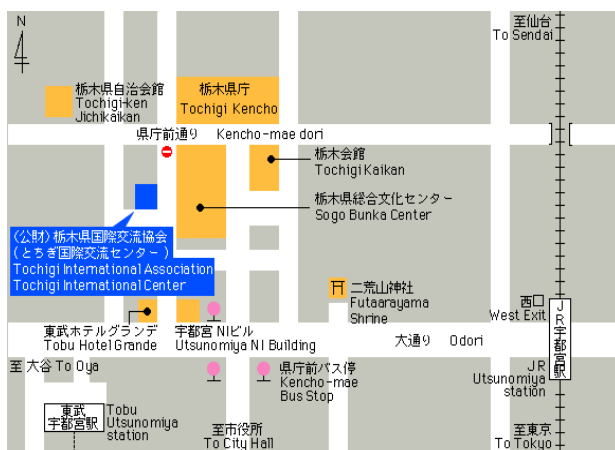 N
至仙台
To Sendai
栃木県自治会館
Tochigi-ken
Jichikaikan
栃木県庁
Tochigi Kencho
県庁前通り Kencho-mae dori
栃木会館
Tochigi Kaikan
栃木県総合文化センター
Sogo Bunka Center
(公財)栃木県国際交流協会
(とちぎ国際交流センター)
Tochigi International Association
Tochigi International Center
二荒山神社
Futaarayama
Shrine
西口
West Exit
JR宇都宮駅
東武ホテルグランデ
Tobu Hotel Grande
宇都宮NIビル
Utsunomiya NI Building
大通り Odori
至 大谷 To Oya
県庁前バス停
Kencho-mae
Bus Stop
JR
Utsunomiya
station
東武
宇都宮駅
Tobu
Utsunomiya
station
至市役所
To City Hall
至東京
To Tokyo